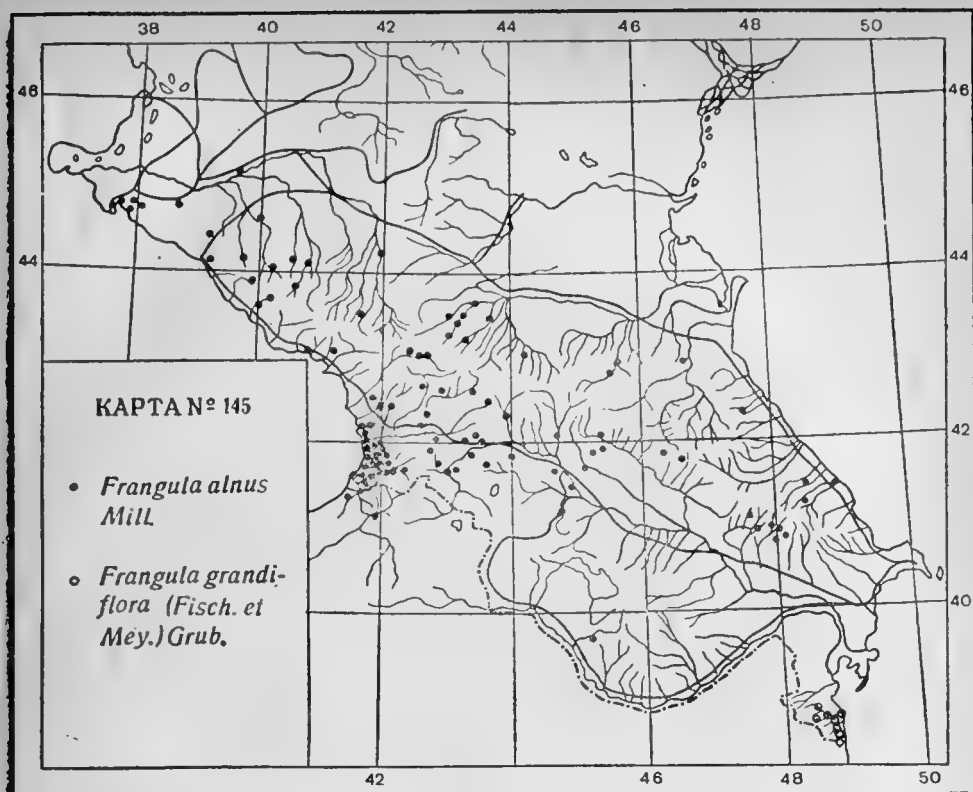 38 40 42 44 46 48 50
46 46
44 44
КАРТА № 145
42 42
• Frangula alnus
Mill.
Frangula grandi-
flora (Fisch. et
Mey.) Grub.
40 40
42 44 46 48 50